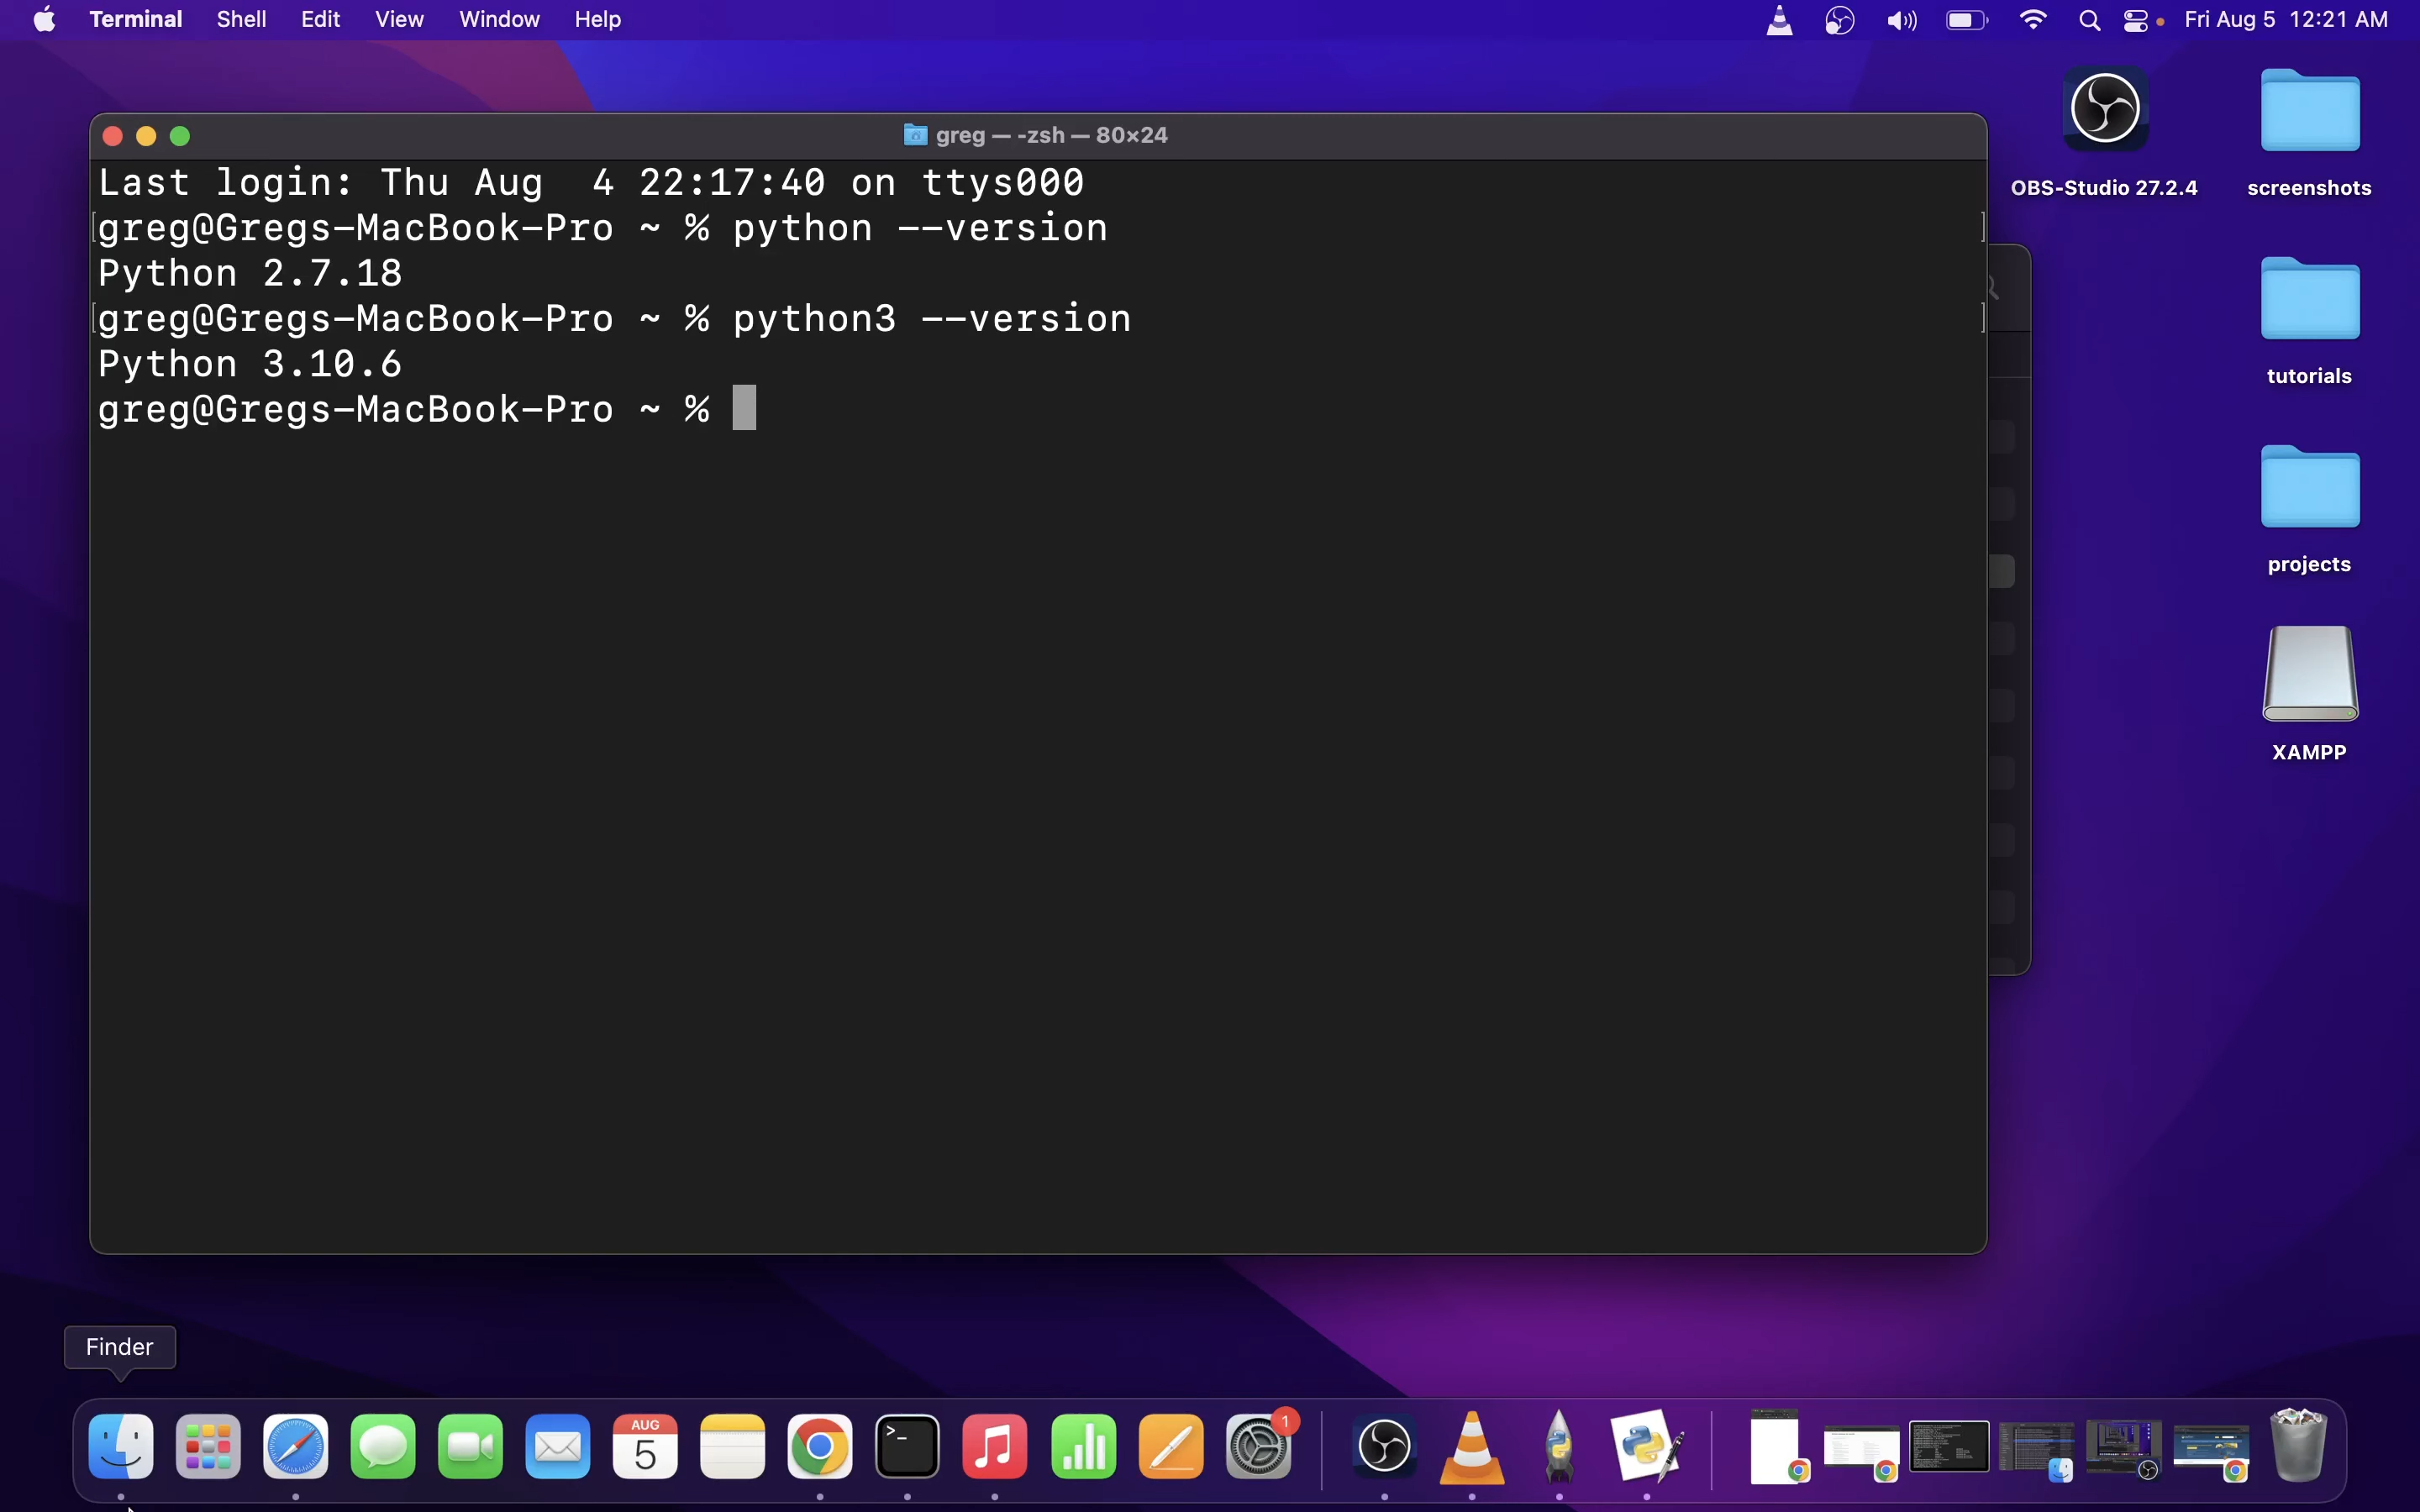 Terminal Shell Edit View Window Help
Fri Aug 5 12:21 AM
greg — -zsh — 80×24
Last login: Thu Aug  4 22:17:40 on ttys000
greg@Gregs-MacBook-Pro ~ % python --version
Python 2.7.18
greg@Gregs-MacBook-Pro ~ % python3 --version
Python 3.10.6
greg@Gregs-MacBook-Pro ~ %
OBS-Studio 27.2.4
screenshots
tutorials
projects
XAMPP
Finder
AUG
5
>_
1